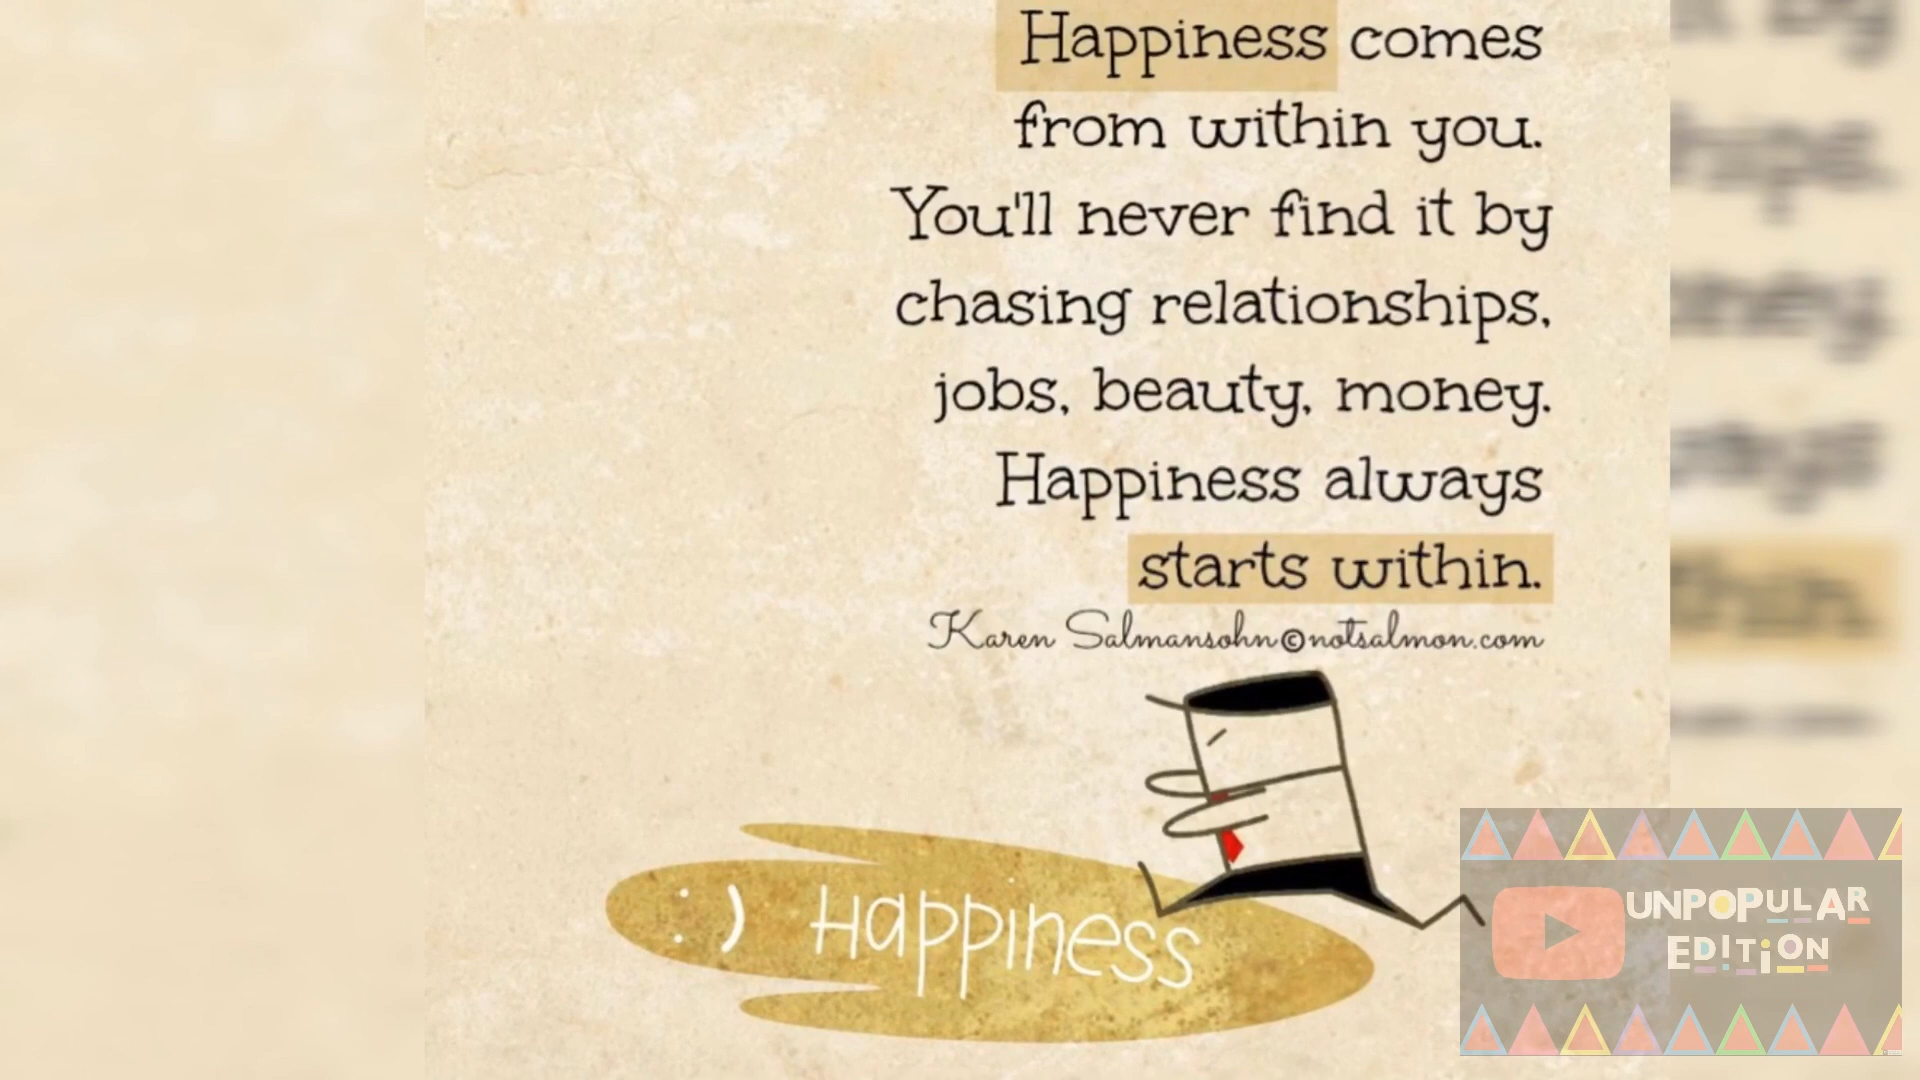 Happiness comes
from within you.
You'll never find it by
chasing relationships,
jobs, beauty, money.
Happiness always
starts within.
Karen Salmansohn©notsalmon.com
:) Happiness
UNPOPULAR
EDITION